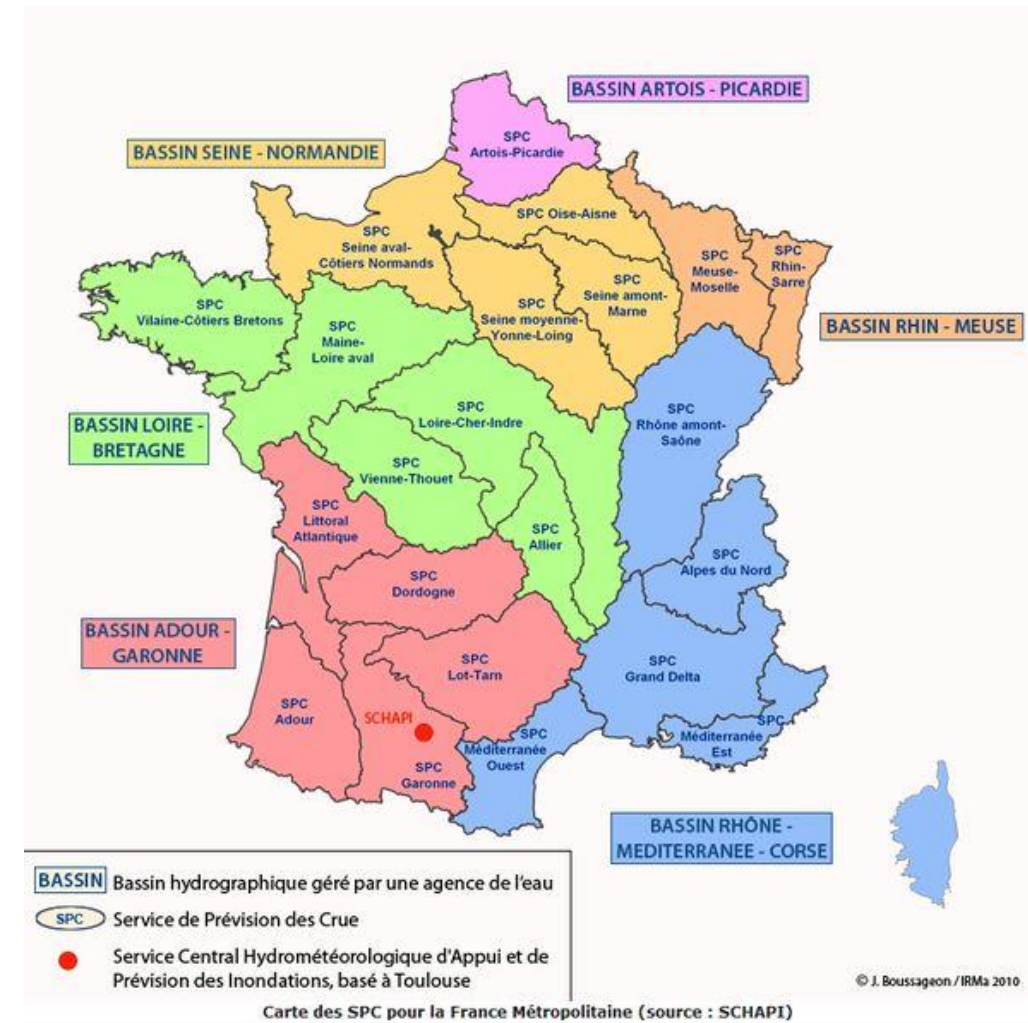 BASSIN ARTOIS - PICARDIE
SPC
Artois-Picardie
BASSIN SEINE - NORMANDIE
SPC Oise-Aisne
SPC
Seine aval-
Côtiers Normands
SPC
Meuse-
Moselle
SPC
Rhin-
Sarre
SPC
Seine amont-
Marne
SPC
Seine moyenne-
Yonne-Loing
SPC
Vilaine-Côtiers Bretons
SPC
Maine-
Loire aval
BASSIN RHIN - MEUSE
BASSIN LOIRE -
BRETAGNE
SPC
Loire-Cher-Indre
SPC
Rhône amont-
Saône
SPC
Vienne-Thouet
SPC
Littoral
Atlantique
SPC
Allier
SPC
Alpes du Nord
SPC
Dordogne
BASSIN ADOUR -
GARONNE
SPC
Lot-Tarn
SPC
Grand Delta
SPC
Adour
SCHAPI
SPC
Garonne
SPC
Méditerranée
Ouest
SPC
Méditerranée
Est
BASSIN RHÔNE -
MEDITERRANEE - CORSE
BASSIN Bassin hydrographique géré par une agence de l'eau
SPC Service de Prévision des Crue
Service Central Hydrométéorologique d'Appui et de
Prévision des Inondations, basé à Toulouse
© J. Boussageon / IRMa 2010
Carte des SPC pour la France Métropolitaine (source : SCHAPI)